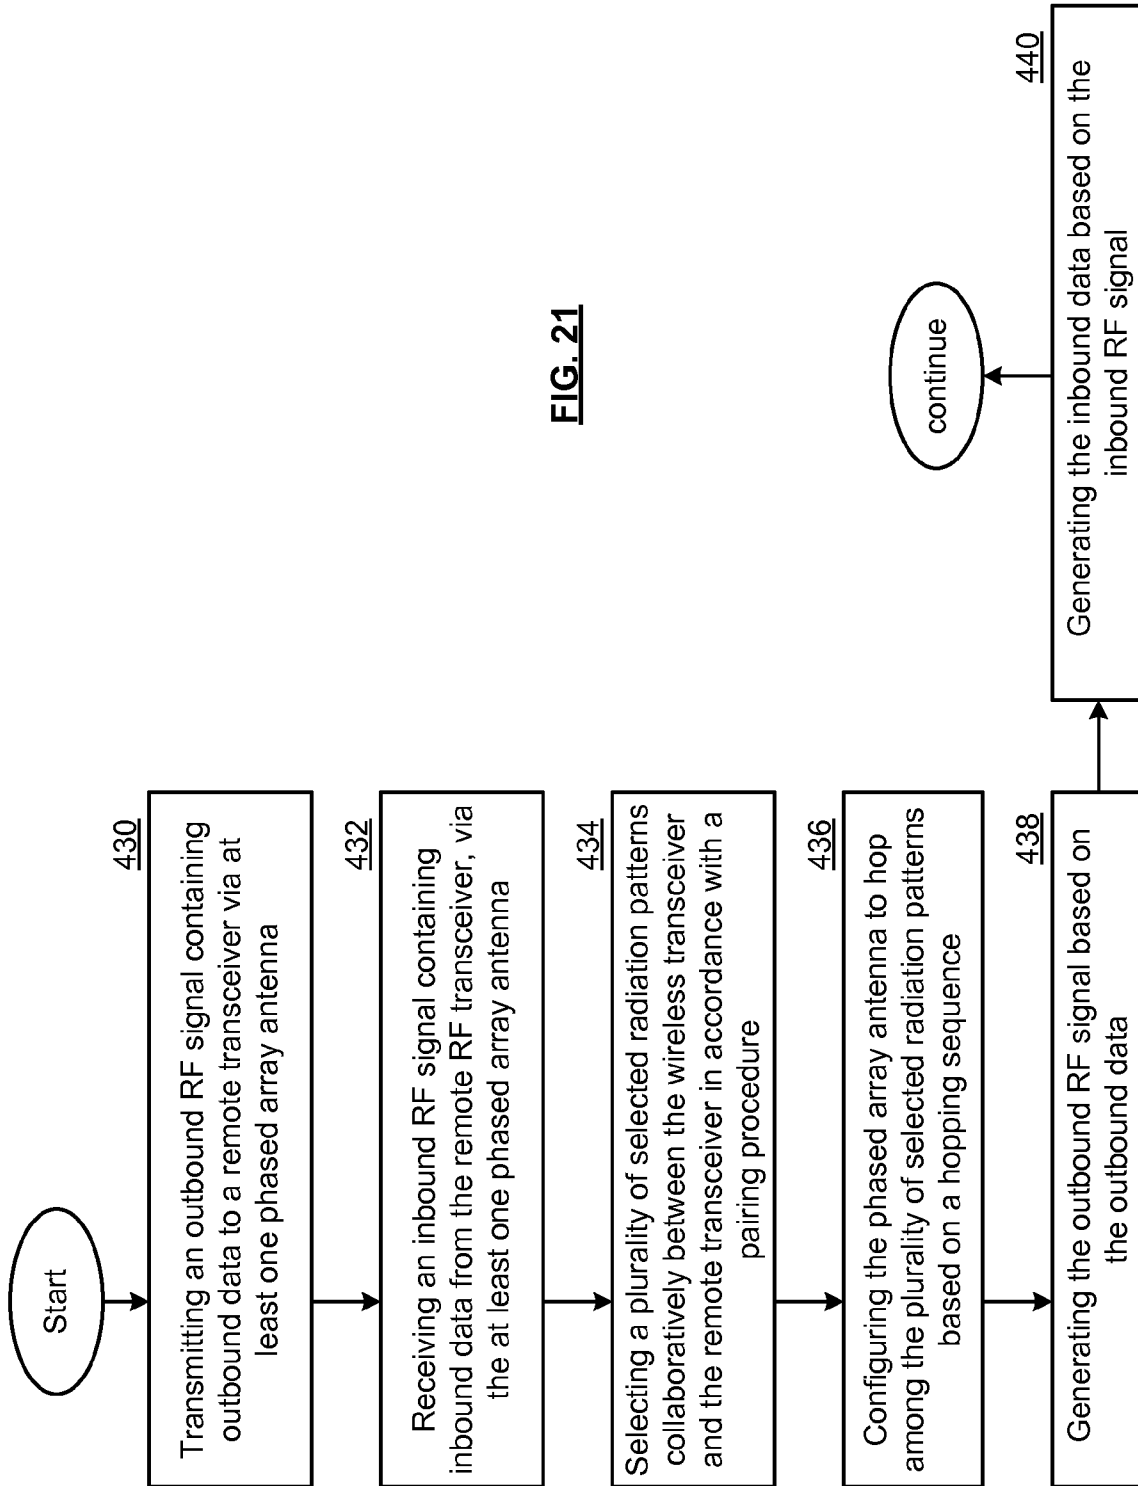 Start
430
Transmitting an outbound RF signal containing
outbound data to a remote transceiver via at
least one phased array antenna
432
Receiving an inbound RF signal containing
inbound data from the remote RF transceiver, via
the at least one phased array antenna
434
Selecting a plurality of selected radiation patterns
collaboratively between the wireless transceiver
and the remote transceiver in accordance with a
pairing procedure
436
Configuring the phased array antenna to hop
among the plurality of selected radiation patterns
based on a hopping sequence
438
Generating the outbound RF signal based on
the outbound data
440
Generating the inbound data based on the
inbound RF signal
continue
FIG. 21